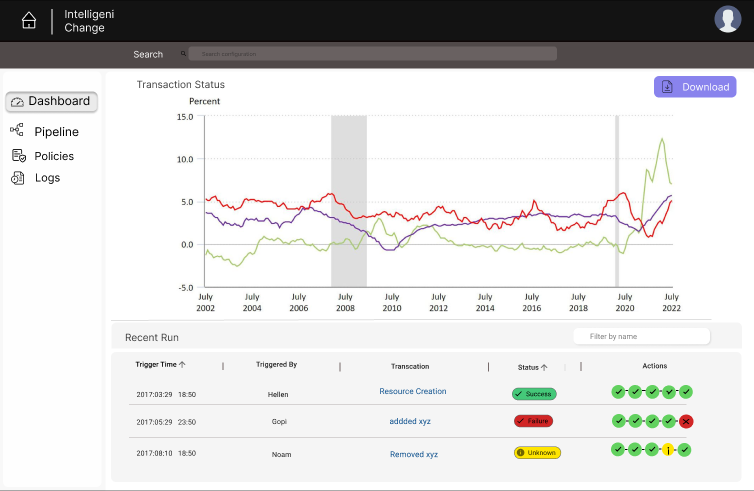 Intelligeni
Change
Search
Search configuration
Dashboard
Pipeline
Policies
Logs
Transaction Status
Download
Percent
15.0
10.0
5.0
0.0
-5.0
July July July July July July July July July July July
2002 2004 2006 2008 2010 2012 2014 2016 2018 2020 2022
Recent Run
Filter by name
Trigger Time Triggered By Transcation Status Actions
2017:03:29 18:50 Hellen Resource Creation Success
2017:05:29 23:50 Gopi addded xyz Failure
2017:08:10 18:50 Noam Removed xyz Unknown